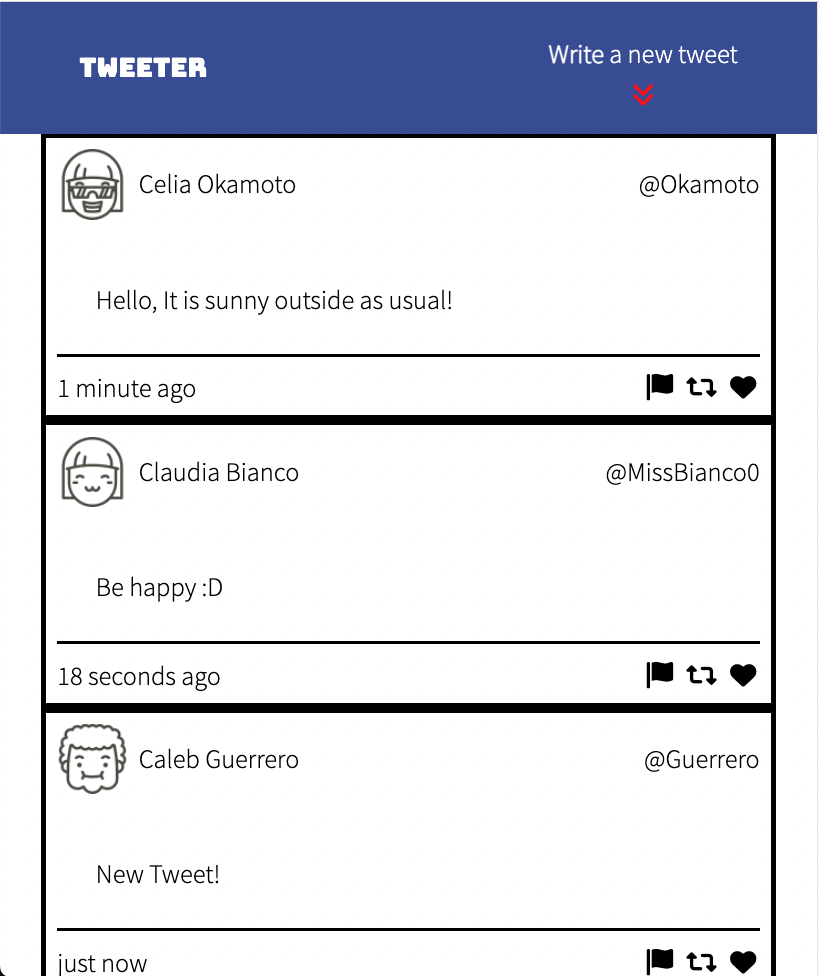 TWEETER
Write a new tweet
Celia Okamoto @Okamoto
Hello, It is sunny outside as usual!
1 minute ago
Claudia Bianco @MissBianco0
Be happy :D
18 seconds ago
Caleb Guerrero @Guerrero
New Tweet!
just now